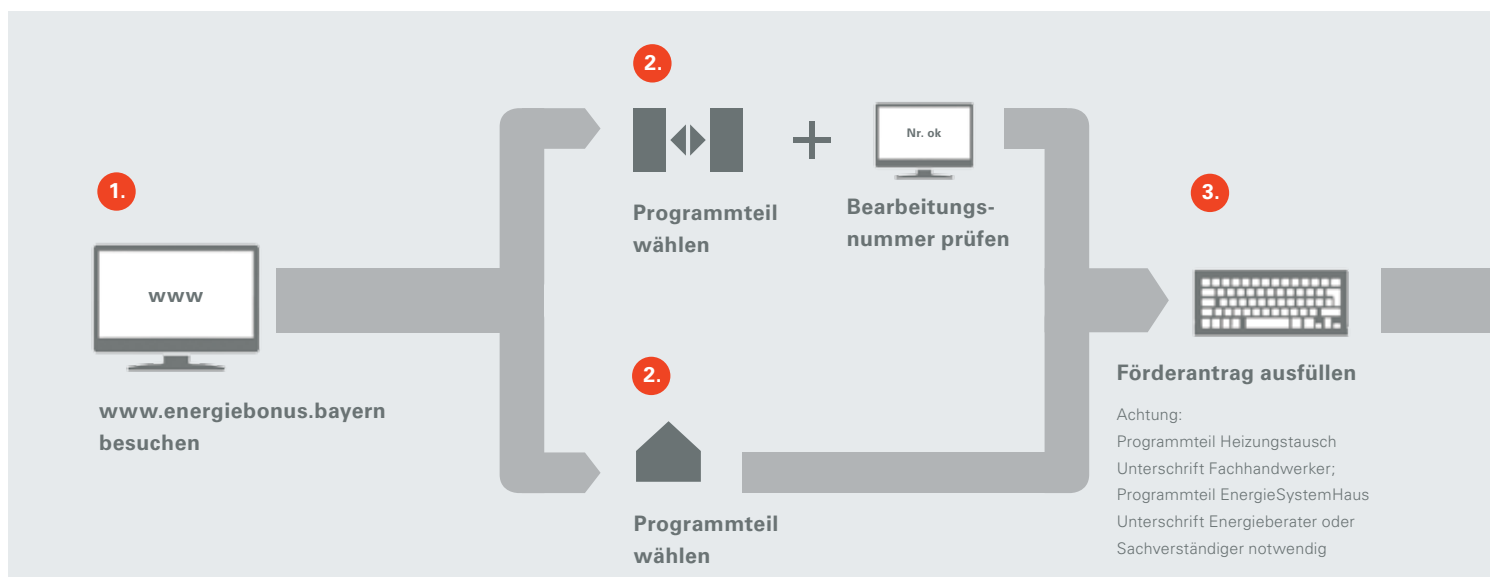 1.
www
www.energiebonus.bayern
besuchen
2.
Programmteil
wählen
Nr. ok
Bearbeitungs-
nummer prüfen
2.
Programmteil
wählen
3.
Förderantrag ausfüllen
Achtung:
Programmteil Heizungstausch
Unterschrift Fachhandwerker;
Programmteil EnergieSystemHaus
Unterschrift Energieberater oder
Sachverständiger notwendig